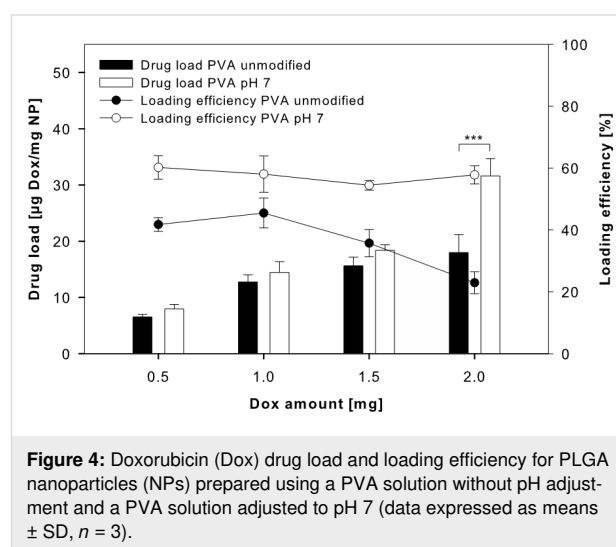 Drug load PVA unmodified
Drug load PVA pH 7
Loading efficiency PVA unmodified
Loading efficiency PVA pH 7
***
Drug load [µg Dox/mg NP]
50
40
30
20
10
0
Loading efficiency [%]
100
80
60
40
20
0
0.5 1.0 1.5 2.0
Dox amount [mg]
Figure 4: Doxorubicin (Dox) drug load and loading efficiency for PLGA
nanoparticles (NPs) prepared using a PVA solution without pH adjust-
ment and a PVA solution adjusted to pH 7 (data expressed as means
± SD, n = 3).